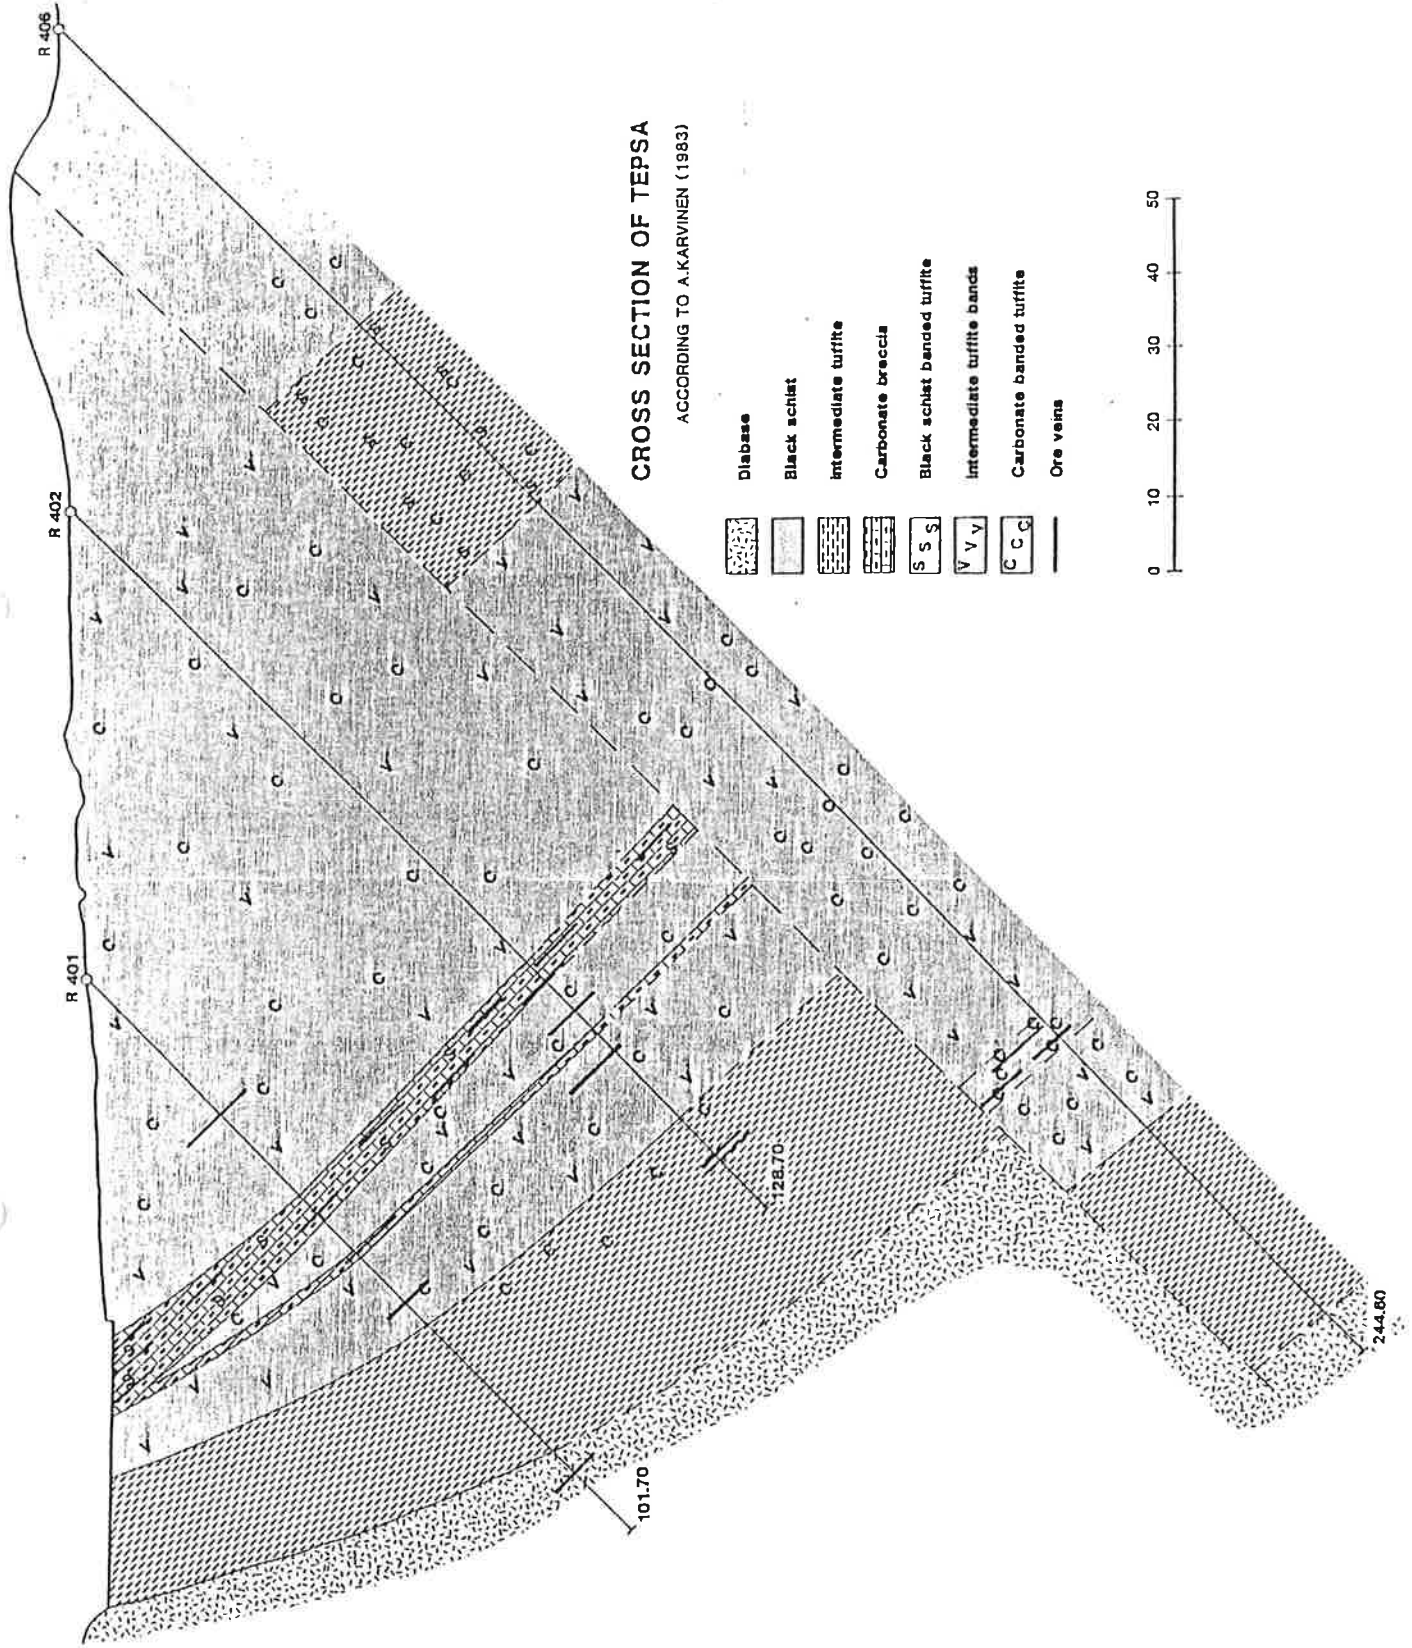 R 401
R 402
R 406
101.70
128.70
244.60
CROSS SECTION OF TEPSA
ACCORDING TO A.KARVINEN (1983)
Diabase
Black schist
Intermediate tuffite
Carbonate breccia
S S S Black schist banded tuffite
V V V Intermediate tuffite bands
C C C Carbonate banded tuffite
Ore veins
0 10 20 30 40 50